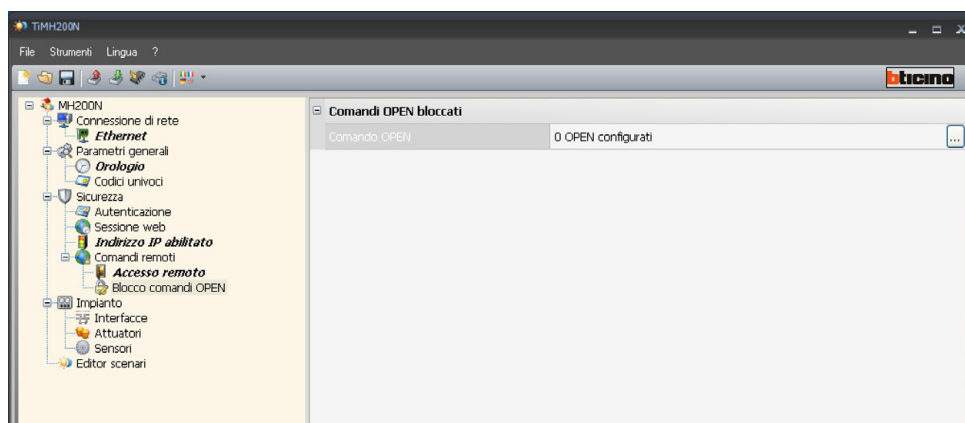 TiMH200N
File Strumenti Lingua ?
bticino
MH200N
Connessione di rete
Ethernet
Parametri generali
Orologio
Codici univoci
Sicurezza
Autenticazione
Sessione web
Indirizzo IP abilitato
Comandi remoti
Accesso remoto
Blocco comandi OPEN
Impianto
Interfacce
Attuatori
Sensori
Editor scenari
Comandi OPEN bloccati
Comando OPEN 0 OPEN configurati ...